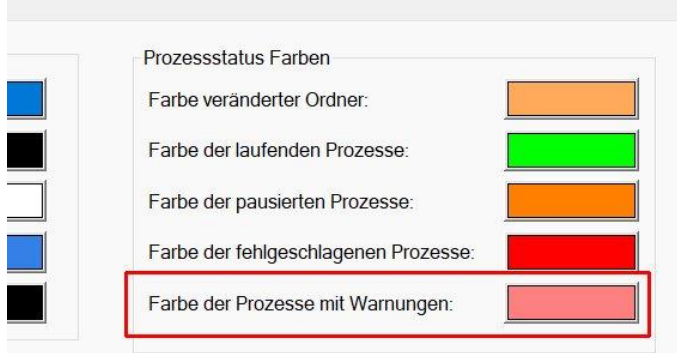 Prozessstatus Farben
Farbe veränderter Ordner:
Farbe der laufenden Prozesse:
Farbe der pausierten Prozesse:
Farbe der fehlgeschlagenen Prozesse:
Farbe der Prozesse mit Warnungen: